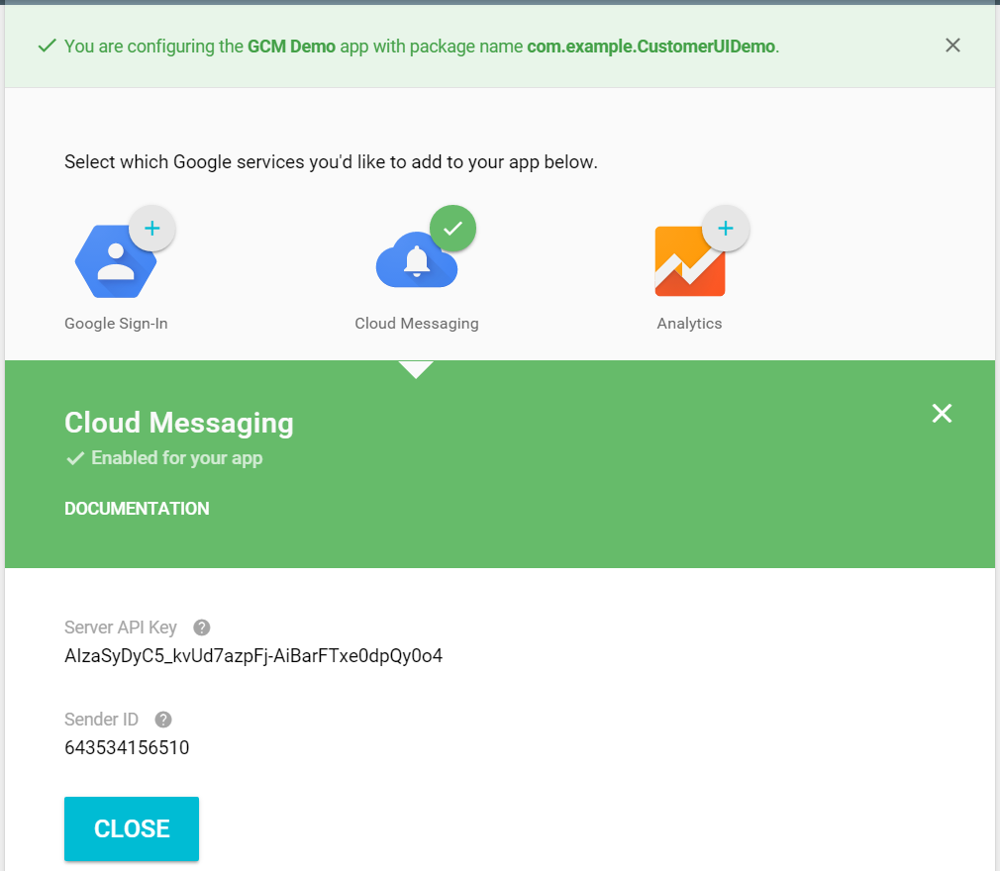 You are configuring the GCM Demo app with package name com.example.CustomerUIDemo.
Select which Google services you'd like to add to your app below.
Google Sign-In
Cloud Messaging
Analytics
Cloud Messaging
Enabled for your app
DOCUMENTATION
Server API Key
AIzaSyDyC5_kvUd7azpFj-AiBarFTxe0dpQy0o4
Sender ID
643534156510
CLOSE